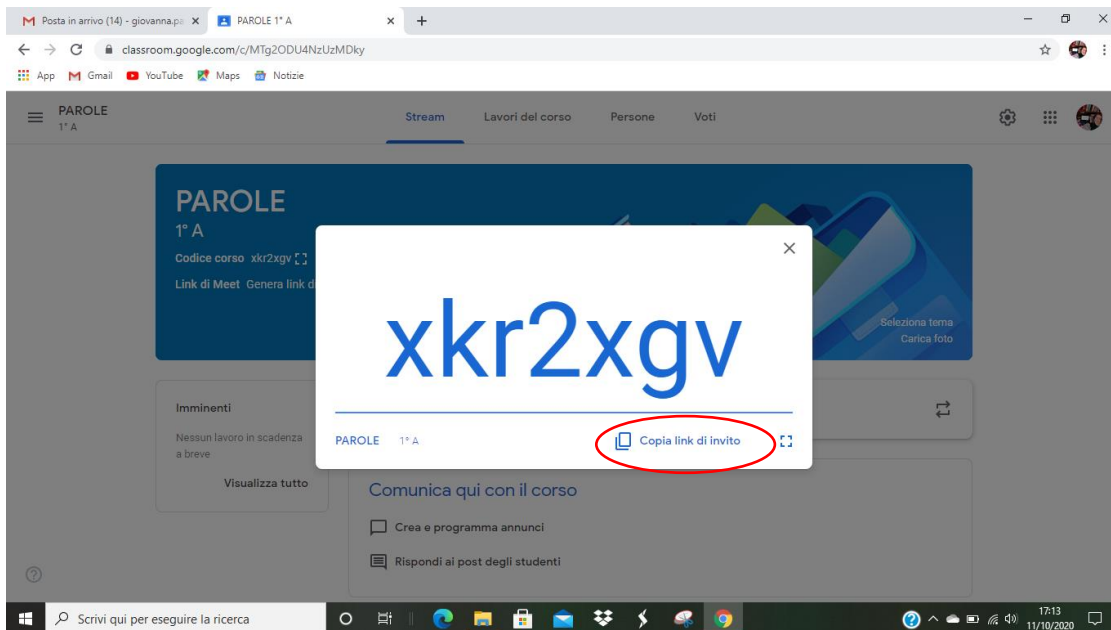 Posta in arrivo (14) - giovanna.pa
PAROLE 1° A
classroom.google.com/c/MTg2ODU4NzUzMDky
App Gmail YouTube Maps Notizie
PAROLE
1° A
Stream Lavori del corso Persone Voti
PAROLE
1° A
Codice corso xkr2xgv
Link di Meet Genera link d
Seleziona tema
Carica foto
xkr2xgv
PAROLE 1° A Copia link di invito
Imminenti
Nessun lavoro in scadenza
a breve
Visualizza tutto
Comunica qui con il corso
Crea e programma annunci
Rispondi ai post degli studenti
Scrivi qui per eseguire la ricerca
17:13
11/10/2020